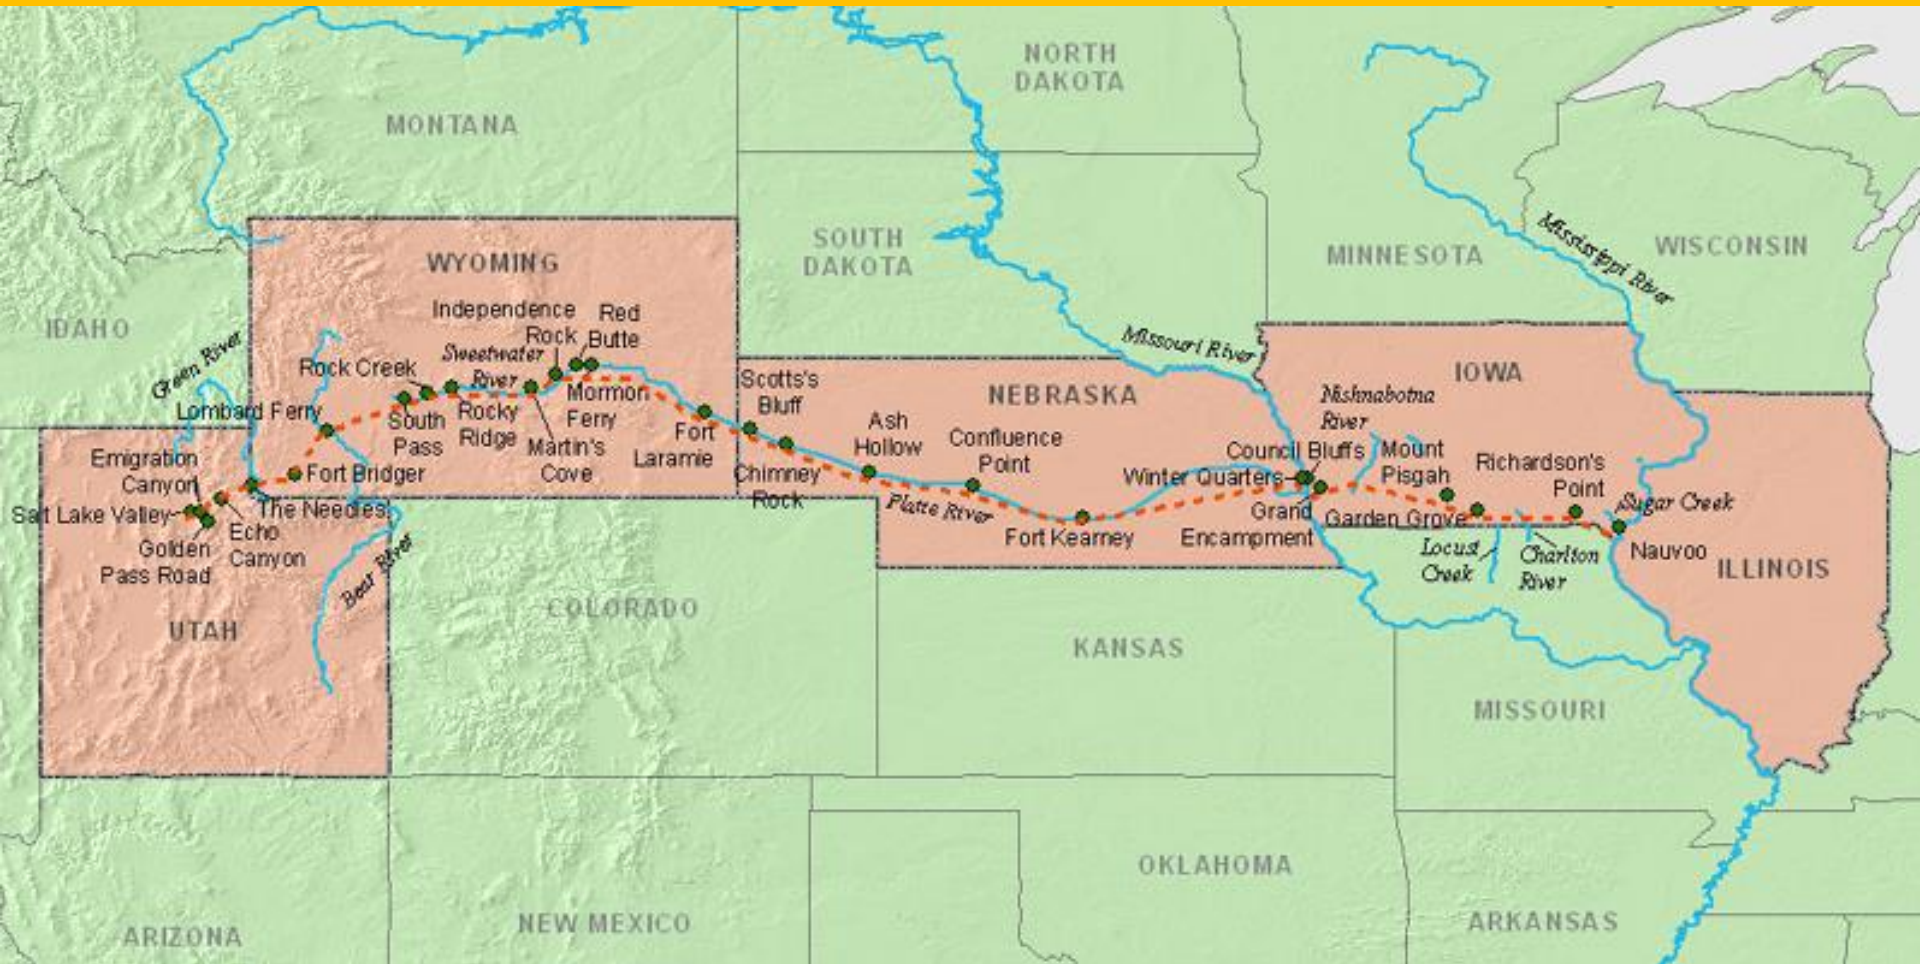 NORTH
DAKOTA
MONTANA
SOUTH
DAKOTA
MINNESOTA
Mississippi River
WISCONSIN
WYOMING
IDAHO
Independence
Rock
Red
Butte
Green River
Rock Creek
Sweetwater
River
Missouri River
IOWA
Lombard Ferry
South
Pass
Rocky
Ridge
Martin's
Cove
Mormon
Ferry
Fort
Laramie
Scotts's
Bluff
Chimney
Rock
NEBRASKA
Ash
Hollow
Confluence
Point
Platte River
Fort Kearney
Nishnabotna
River
Council Bluffs
Winter Quarters
Grand
Encampment
Mount
Pisgah
Garden Grove
Richardson's
Point
Sugar Creek
Locust
Creek
Charlton
River
Nauvoo
ILLINOIS
Emigration
Canyon
Fort Bridger
Salt Lake Valley
The Needles
Echo
Canyon
Golden
Pass Road
Bear River
UTAH
COLORADO
KANSAS
MISSOURI
OKLAHOMA
ARIZONA
NEW MEXICO
ARKANSAS